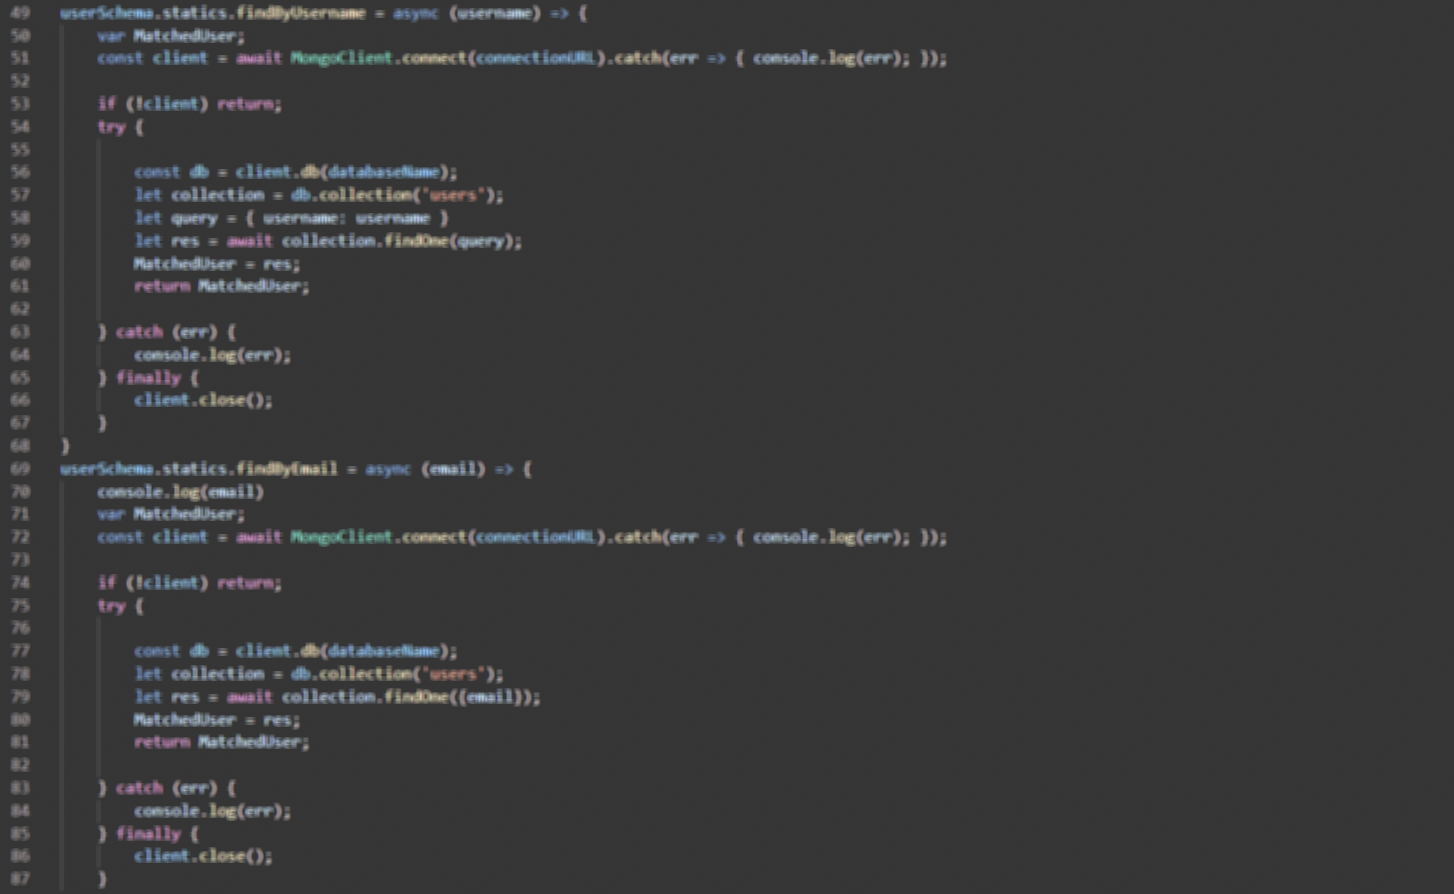 49 userSchema.statics.findByUsername = async (username) => {
50 var MatchedUser;
51 const client = await MongoClient.connect(connectionURL).catch(err => { console.log(err); });
52
53 if (!client) return;
54 try {
55
56 const db = client.db(databaseName);
57 let collection = db.collection('users');
58 let query = { username: username }
59 let res = await collection.findOne(query);
60 MatchedUser = res;
61 return MatchedUser;
62
63 } catch (err) {
64 console.log(err);
65 } finally {
66 client.close();
67 }
68 }
69 userSchema.statics.findByEmail = async (email) => {
70 console.log(email)
71 var MatchedUser;
72 const client = await MongoClient.connect(connectionURL).catch(err => { console.log(err); });
73
74 if (!client) return;
75 try {
76
77 const db = client.db(databaseName);
78 let collection = db.collection('users');
79 let res = await collection.findOne({email});
80 MatchedUser = res;
81 return MatchedUser;
82
83 } catch (err) {
84 console.log(err);
85 } finally {
86 client.close();
87 }